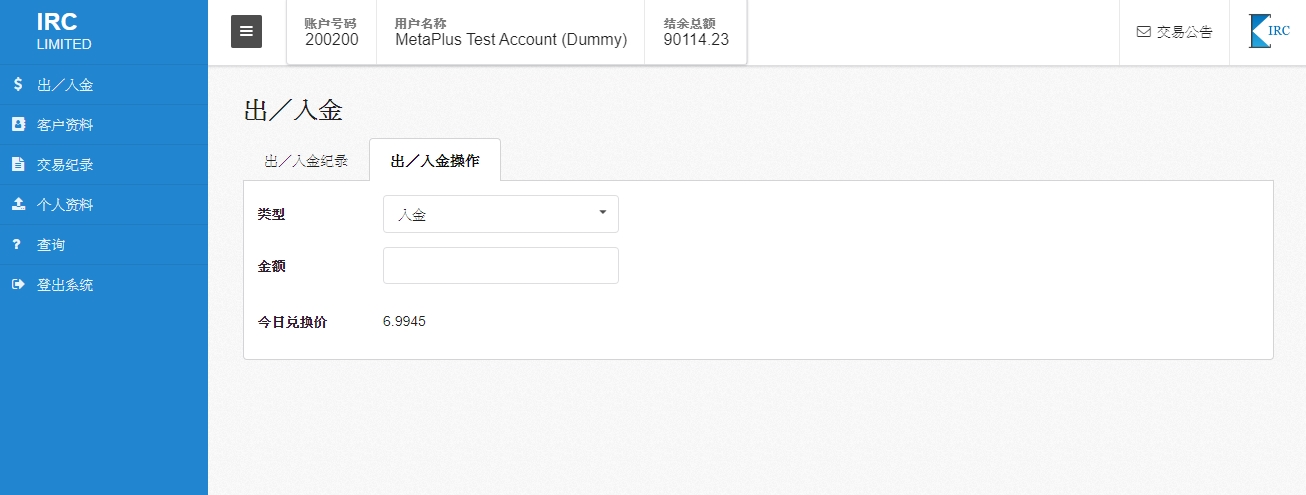 IRC
LIMITED
出／入金
客户资料
交易纪录
个人资料
查询
登出系统
账户号码
200200
用户名称
MetaPlus Test Account (Dummy)
结余总额
90114.23
交易公告
IRC
出／入金
出／入金纪录
出／入金操作
类型
入金
金额
今日兑换价
6.9945